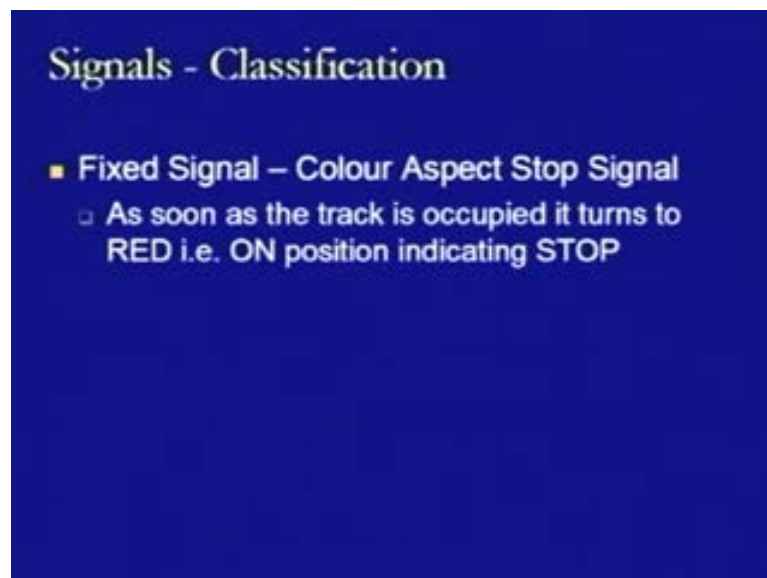 Signals - Classification
Fixed Signal – Colour Aspect Stop Signal
As soon as the track is occupied it turns to
RED i.e. ON position indicating STOP